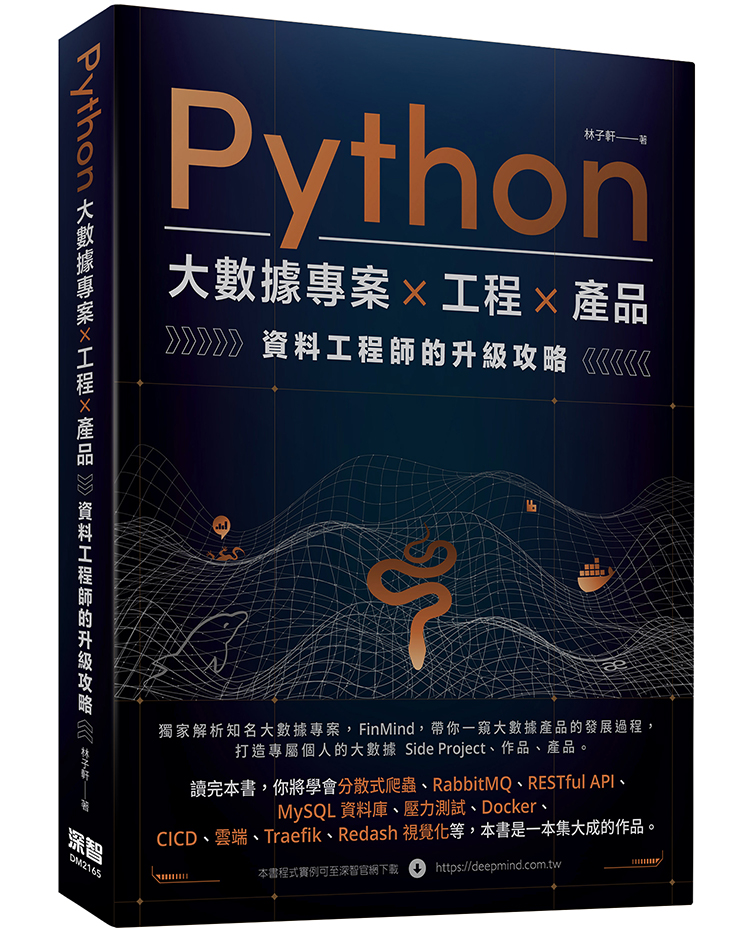 Python
大數據專案×工程×產品
資料工程師的升級攻略
林子軒——著
深智
DM2165
林子軒——著
Python
大數據專案×工程×產品
資料工程師的升級攻略
æ
獨家解析知名大數據專案，FinMind，帶你一窺大數據產品的發展過程，
打造專屬個人的大數據 Side Project、作品、產品。
讀完本書，你將學會分散式爬蟲、RabbitMQ、RESTful API、
MySQL 資料庫、壓力測試、Docker、
CICD、雲端、Traefik、Redash 視覺化等，本書是一本集大成的作品。
本書程式實例可至深智官網下載 https://deepmind.com.tw